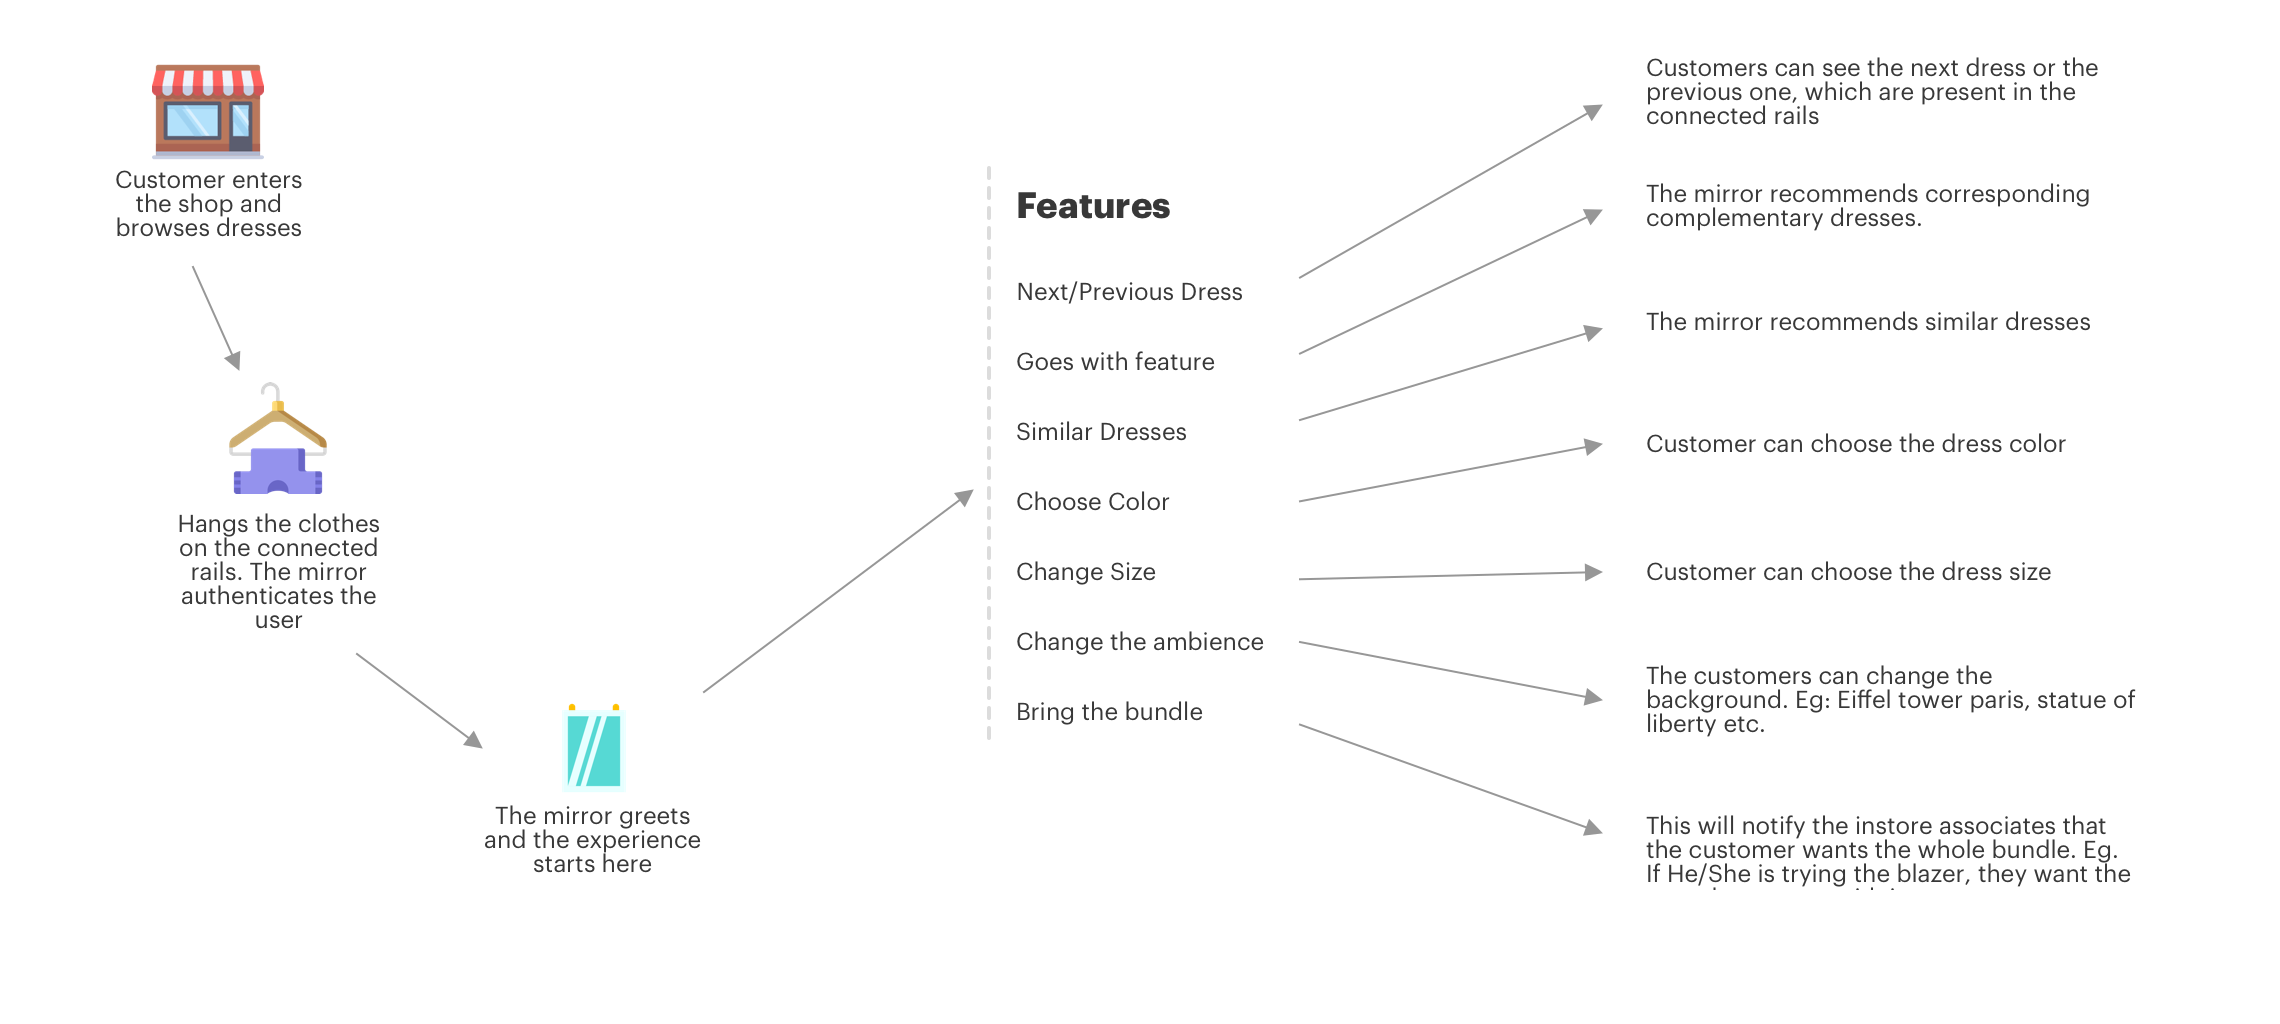 Customer enters
the shop and
browses dresses
Hangs the clothes
on the connected
rails. The mirror
authenticates the
user
The mirror greets
and the experience
starts here
Features
Next/Previous Dress
Goes with feature
Similar Dresses
Choose Color
Change Size
Change the ambience
Bring the bundle
Customers can see the next dress or the
previous one, which are present in the
connected rails
The mirror recommends corresponding
complementary dresses.
The mirror recommends similar dresses
Customer can choose the dress color
Customer can choose the dress size
The customers can change the
background. Eg: Eiffel tower paris, statue of
liberty etc.
This will notify the instore associates that
the customer wants the whole bundle. Eg.
If He/She is trying the blazer, they want the